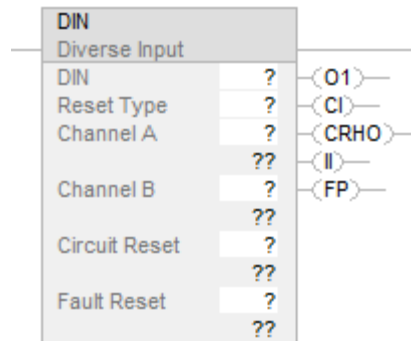 DIN
Diverse Input
DIN ? O1
Reset Type ? CI
Channel A ? CRHO
?? II
Channel B ? FP
??
Circuit Reset ?
??
Fault Reset ?
??